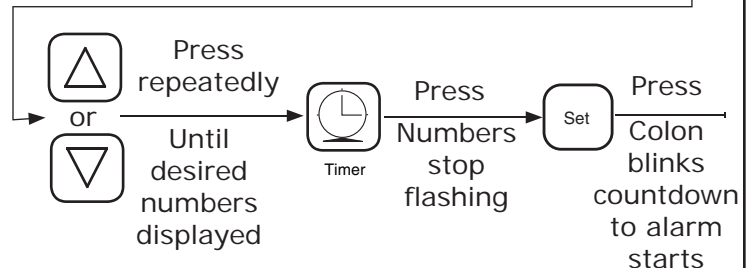 or
Press
repeatedly
Until
desired
numbers
displayed
Timer
Press
Numbers
stop
flashing
Set
Press
Colon
blinks
countdown
to alarm
starts